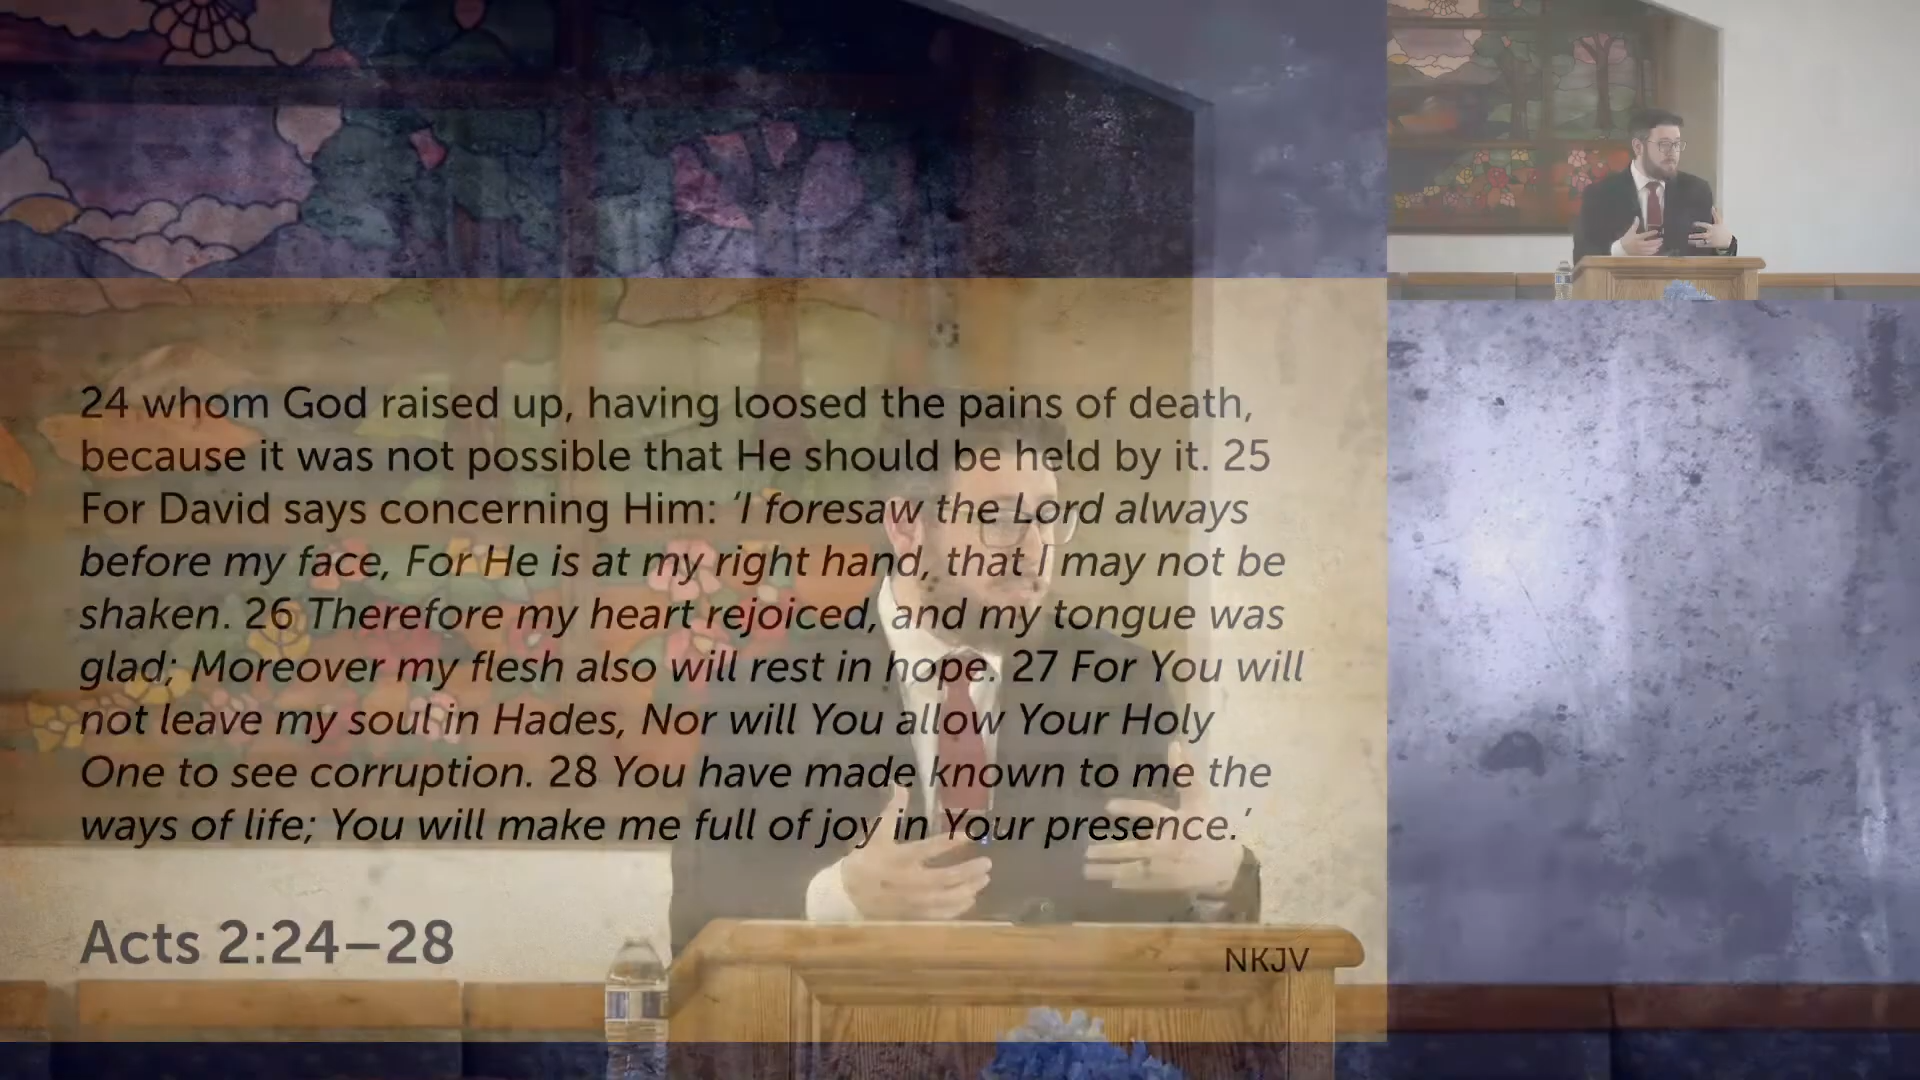 24 whom God raised up, having loosed the pains of death,
because it was not possible that He should be held by it. 25
For David says concerning Him: ‘I foresaw the Lord always
before my face, For He is at my right hand, that I may not be
shaken. 26 Therefore my heart rejoiced, and my tongue was
glad; Moreover my flesh also will rest in hope. 27 For You will
not leave my soul in Hades, Nor will You allow Your Holy
One to see corruption. 28 You have made known to me the
ways of life; You will make me full of joy in Your presence.’
Acts 2:24–28
NKJV